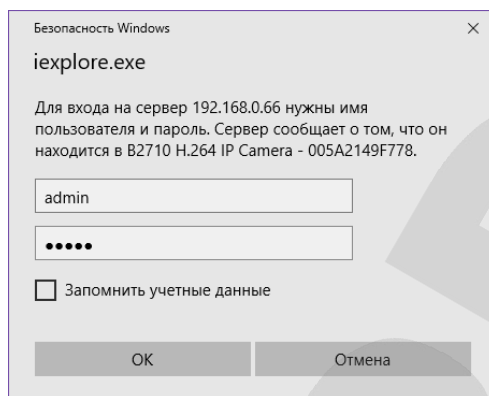 Безопасность Windows
iexplore.exe
Для входа на сервер 192.168.0.66 нужны имя
пользователя и пароль. Сервер сообщает о том, что он
находится в B2710 H.264 IP Camera - 005A2149F778.
admin
•••••
Запомнить учетные данные
ОК
Отмена